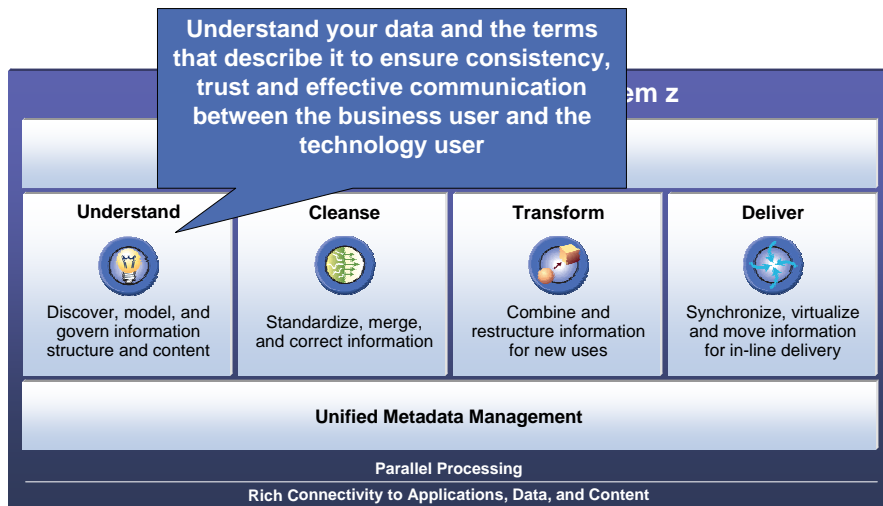 Understand your data and the terms
that describe it to ensure consistency,
trust and effective communication
between the business user and the
technology user
em z
Understand
Discover, model, and
govern information
structure and content
Cleanse
Standardize, merge,
and correct information
Transform
Combine and
restructure information
for new uses
Deliver
Synchronize, virtualize
and move information
for in-line delivery
Unified Metadata Management
Parallel Processing
Rich Connectivity to Applications, Data, and Content